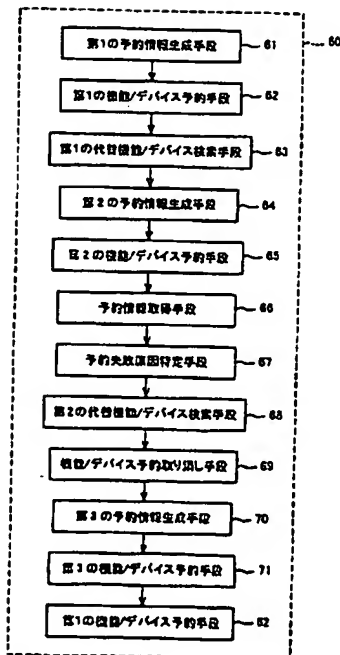 第1の予約情報生成手段 61
60
第1の機能/デバイス予約手段 62
第1の代替機能/デバイス検索手段 63
第2の予約情報生成手段 64
第2の機能/デバイス予約手段 65
予約情報取得手段 66
予約失敗原因特定手段 67
第2の代替機能/デバイス検索手段 68
機能/デバイス予約取り消し手段 69
第3の予約情報生成手段 70
第3の機能/デバイス予約手段 71
第1の機能/デバイス予約手段 62